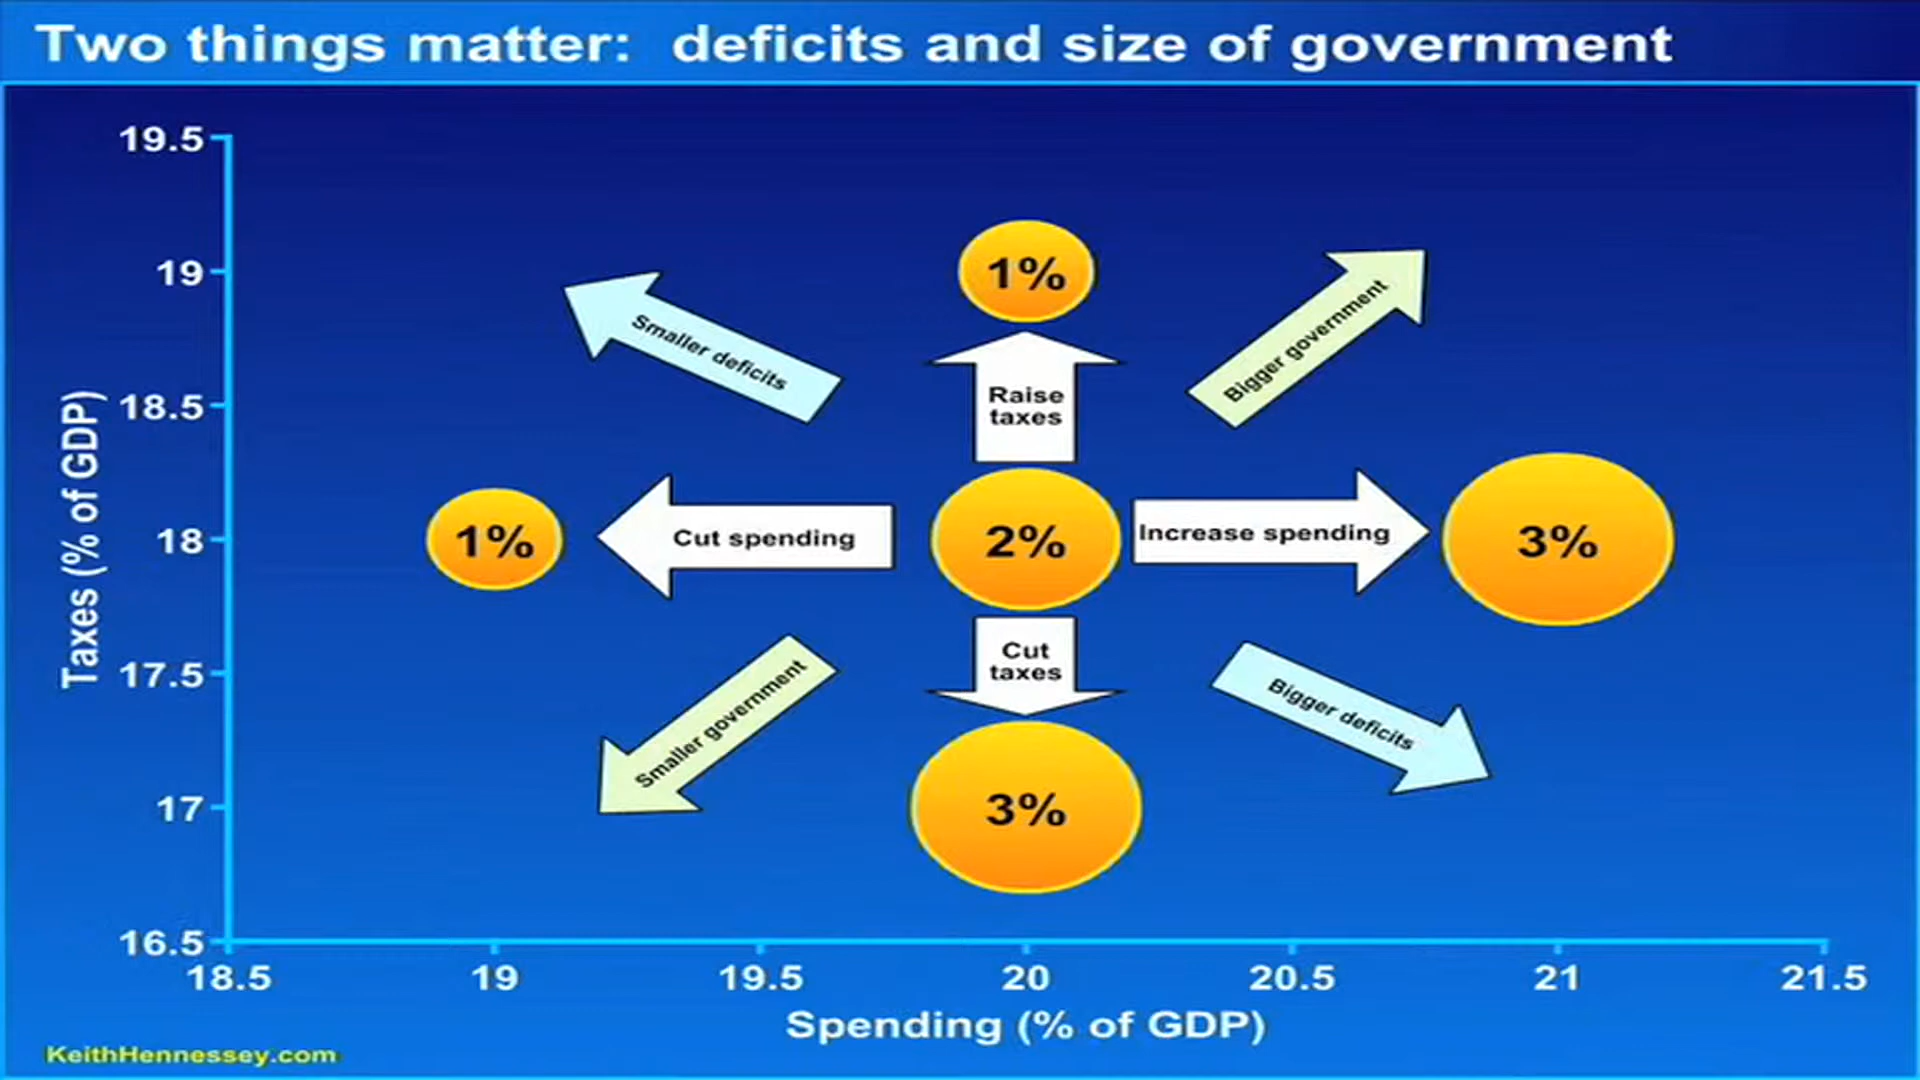 Two things matter: deficits and size of government
19.5
19
18.5
18
17.5
17
16.5
Taxes (% of GDP)
1%
Smaller deficits
Bigger government
Raise
taxes
1%
Cut spending
2%
Increase spending
3%
Cut
taxes
Smaller government
Bigger deficits
3%
18.5
19
19.5
20
20.5
21
21.5
Spending (% of GDP)
KeithHennessey.com